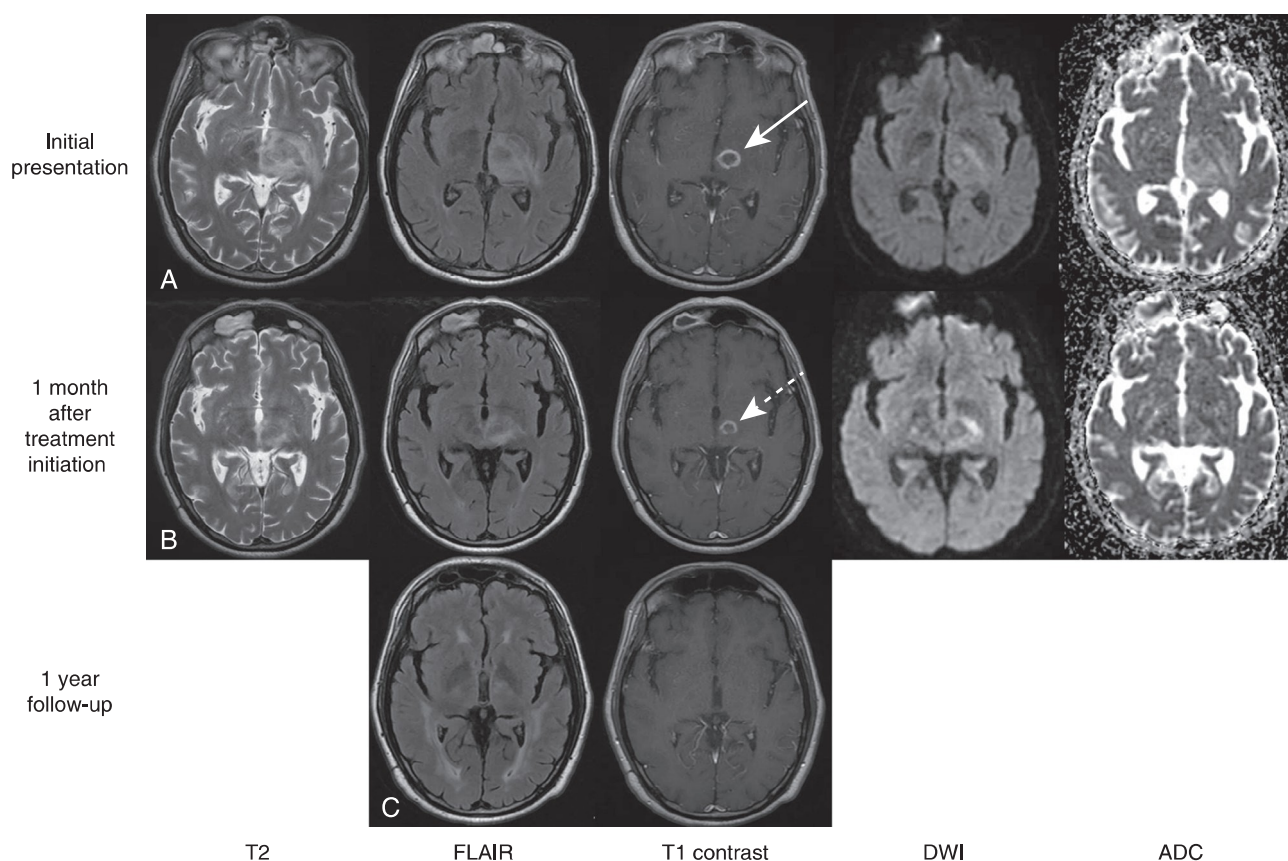 Initial
presentation
A
1 month
after
treatment
initiation
B
1 year
follow-up
C
T2 FLAIR T1 contrast DWI ADC